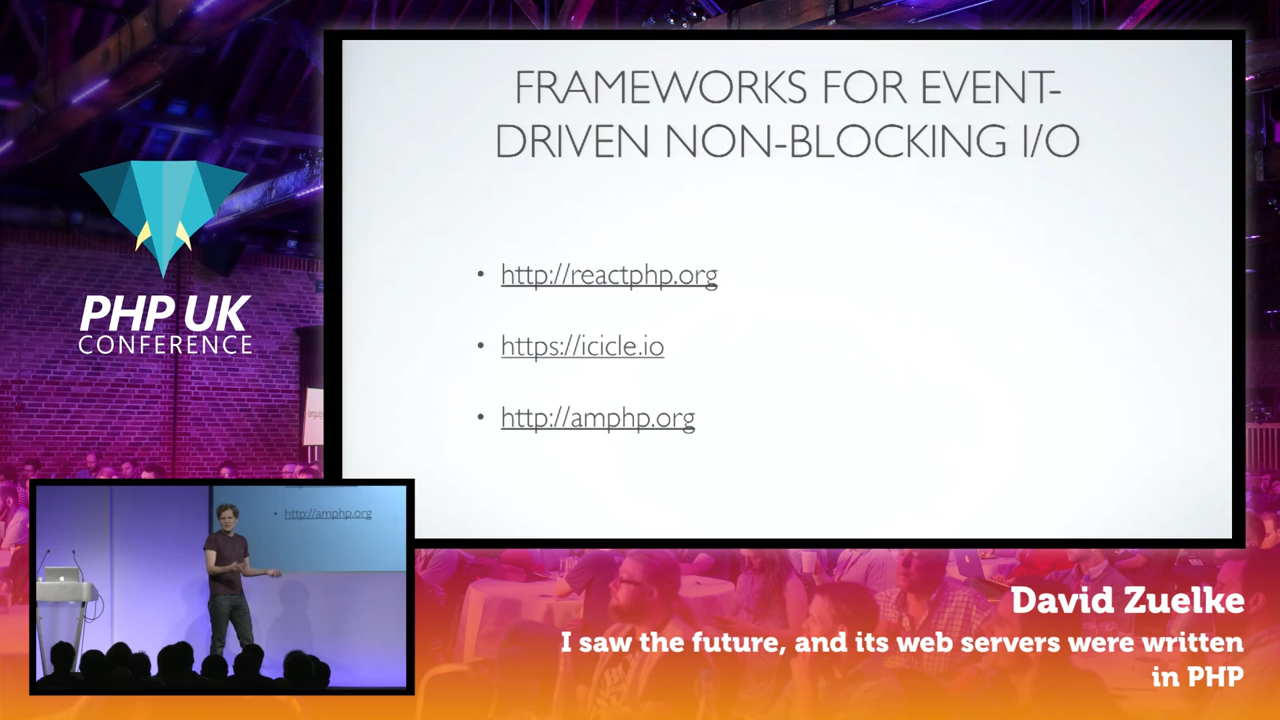 FRAMEWORKS FOR EVENT-
DRIVEN NON-BLOCKING I/O
• http://reactphp.org
• https://icicle.io
• http://amphp.org
PHP UK
CONFERENCE
• http://amphp.org
David Zuelke
I saw the future, and its web servers were written
in PHP